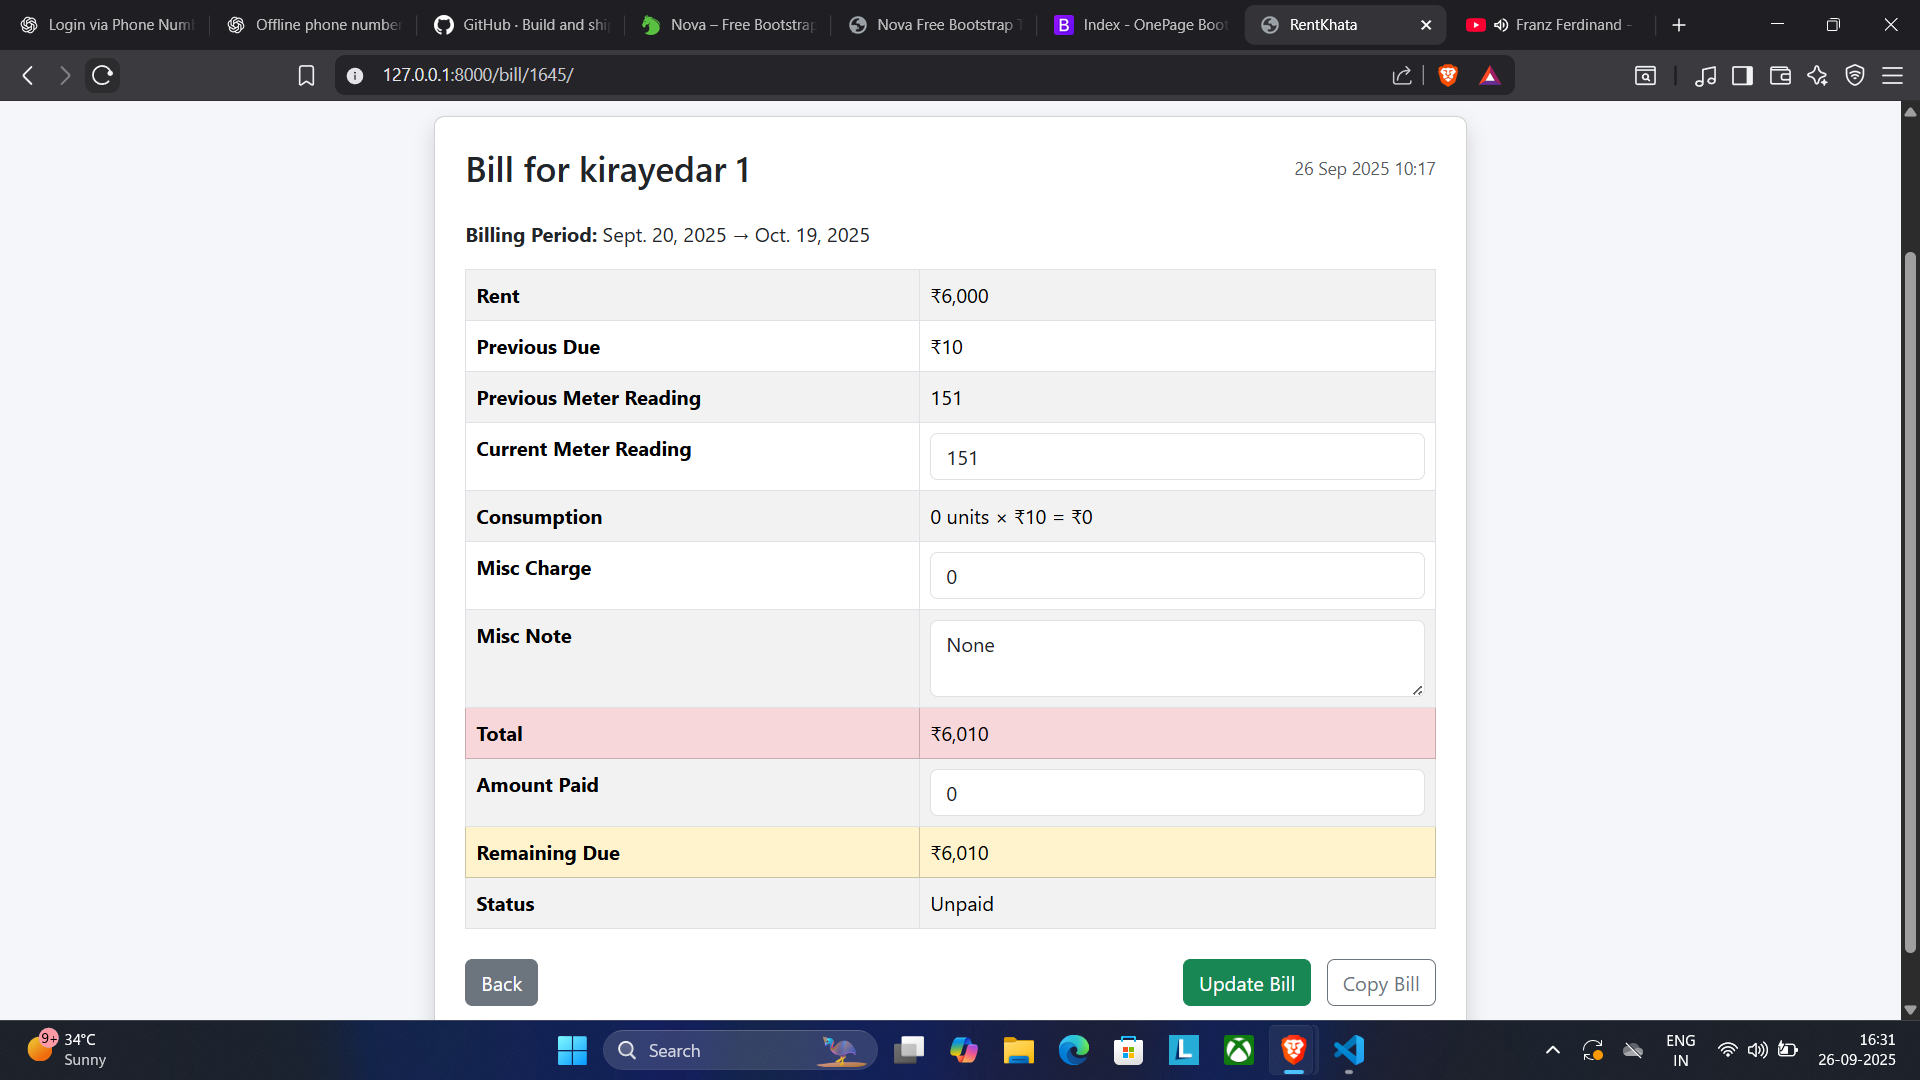 Login via Phone Num
Offline phone number
GitHub · Build and shi
Nova – Free Bootstrap
Nova Free Bootstrap T
B Index - OnePage Boot
RentKhata
Franz Ferdinand -
127.0.0.1:8000/bill/1645/
Bill for kirayedar 1
26 Sep 2025 10:17
Billing Period: Sept. 20, 2025 → Oct. 19, 2025
Rent ₹6,000
Previous Due ₹10
Previous Meter Reading 151
Current Meter Reading 151
Consumption 0 units × ₹10 = ₹0
Misc Charge 0
Misc Note None
Total ₹6,010
Amount Paid 0
Remaining Due ₹6,010
Status Unpaid
Back
Update Bill
Copy Bill
9+
34°C
Sunny
Search
L
ENG
IN
16:31
26-09-2025